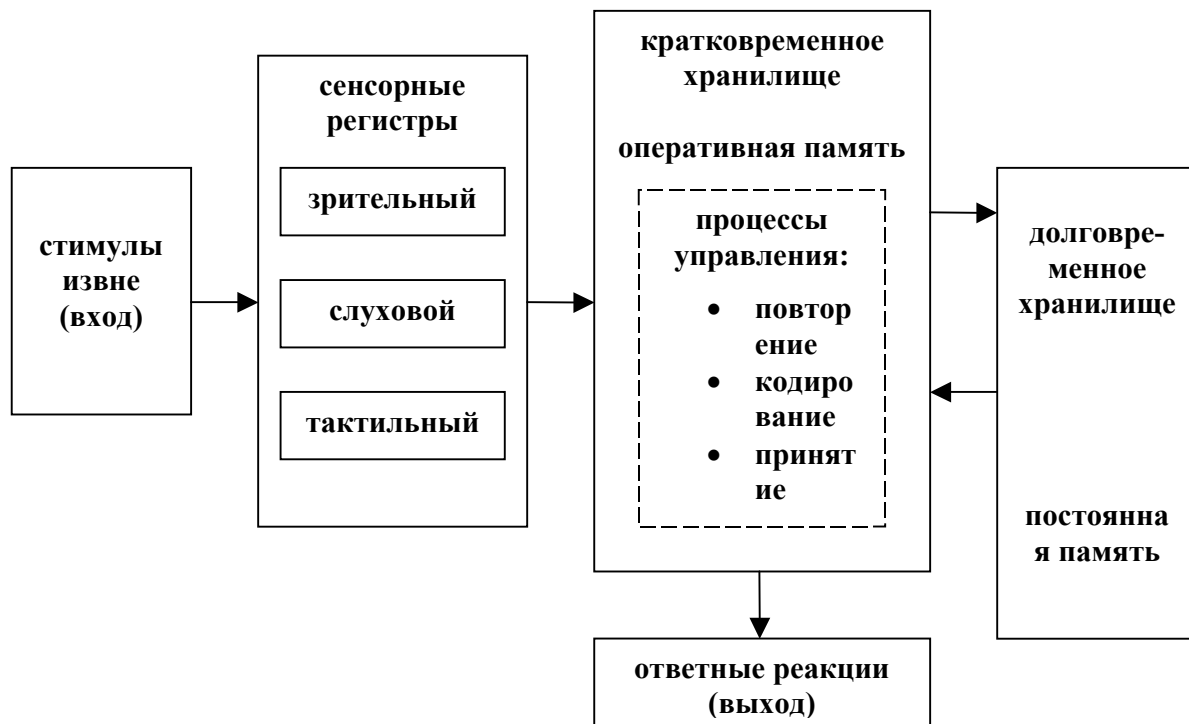 стимулы
извне
(вход)
сенсорные
регистры
зрительный
слуховой
тактильный
кратковременное
хранилище
оперативная память
процессы
управления:
• повтор
ение
• кодиро
вание
• принят
ие
долговре-
менное
хранилище
постоянна
я память
ответные реакции
(выход)